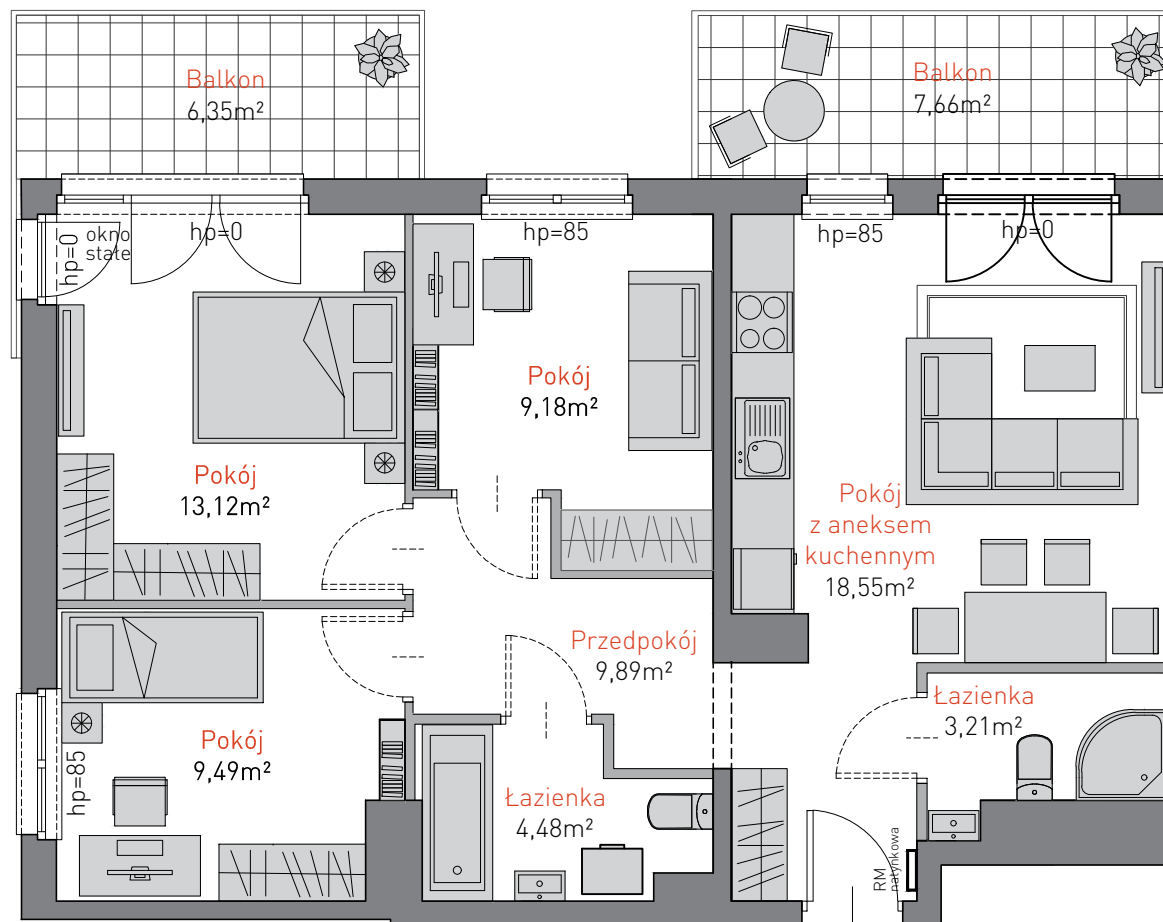 Balkon
6,35m²
Balkon
7,66m²
hp=0
okno
stałe
hp=0
hp=85
hp=85
hp=0
Pokój
9,18m²
Pokój
13,12m²
Pokój
z aneksem
kuchennym
18,55m²
Przedpokój
9,89m²
Łazienka
3,21m²
Pokój
9,49m²
hp=85
Łazienka
4,48m²
RM
natynkowa